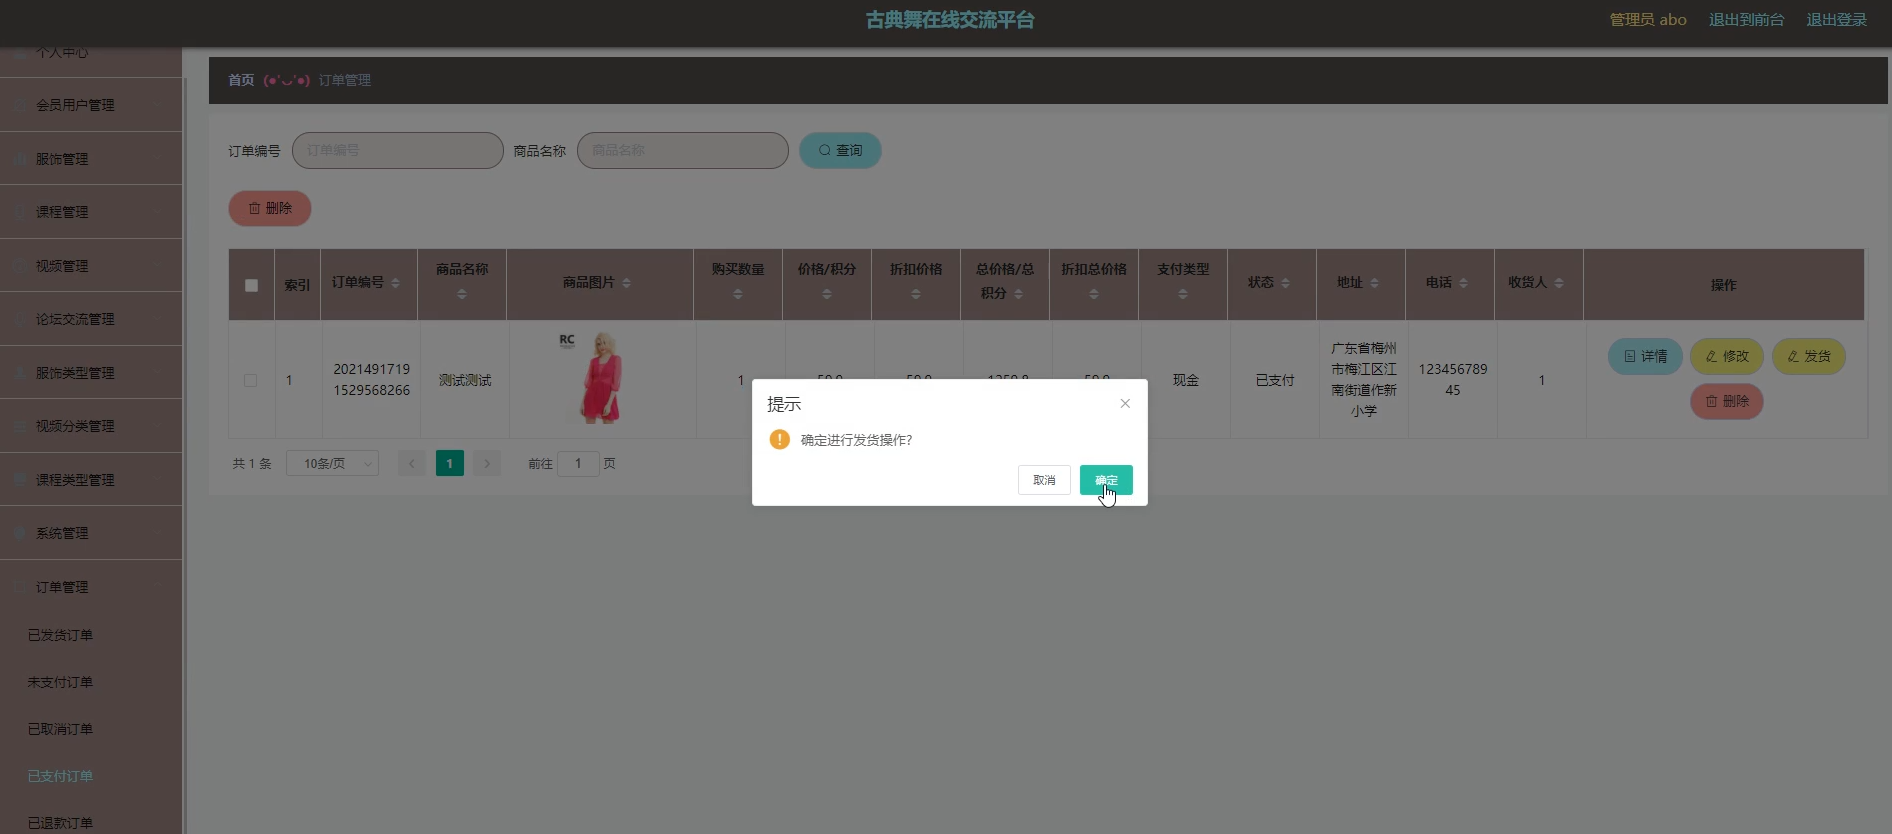 古典舞在线交流平台
管理员 abo 退出到前台 退出登录
个人中心
会员用户管理
服饰管理
课程管理
视频管理
论坛交流管理
服饰类型管理
视频分类管理
课程类型管理
系统管理
订单管理
已发货订单
未支付订单
已取消订单
已支付订单
已退款订单
首页 (●'◡'●) 订单管理
订单编号 订单编号 商品名称 商品名称 查询
删除
索引 订单编号 商品名称 商品图片 购买数量 价格/积分 折扣价格 总价格/总积分 折扣总价格 支付类型 状态 地址 电话 收货人 操作
1
2021491719
1529568266
测试测试
RC
1
现金
已支付
广东省梅州
市梅江区江
南街道作新
小学
123456789
45
1
详情 修改 发货
删除
共 1 条 10条/页 1 前往 1 页
提示
确定进行发货操作?
取消 确定